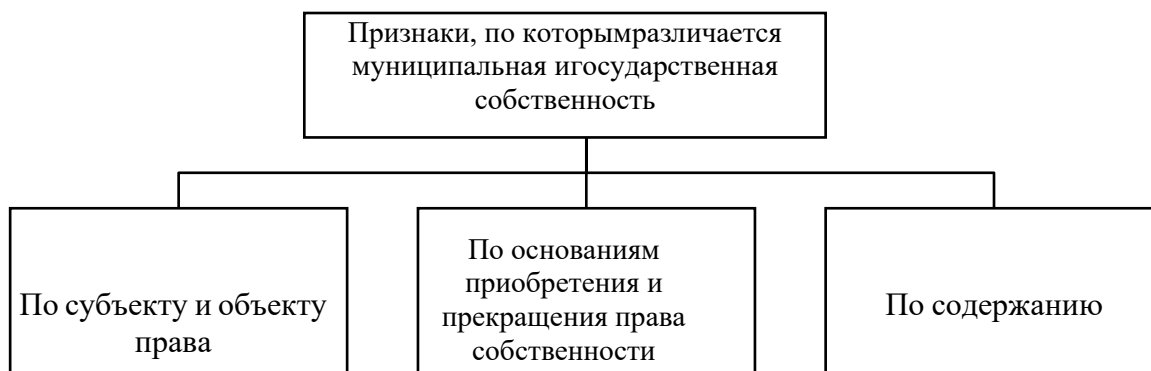 Признаки, по которымразличается
муниципальная игосударственная
собственность
По субъекту и объекту
права
По основаниям
приобретения и
прекращения права
собственности
По содержанию